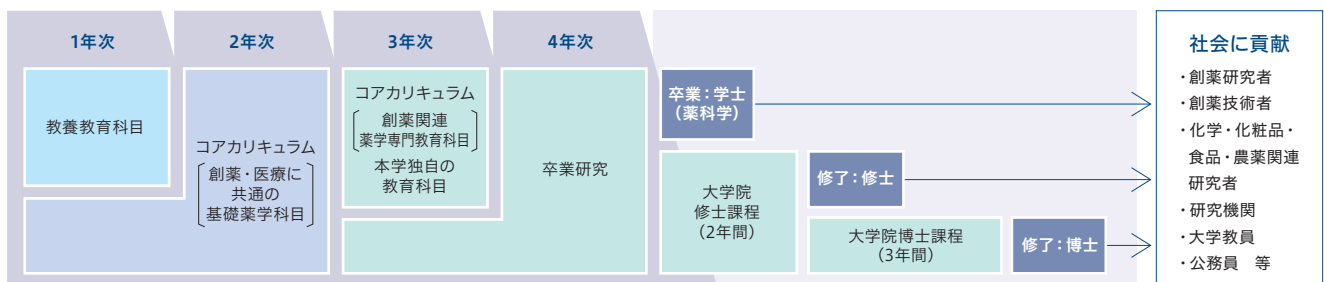 1年次
2年次
3年次
4年次
教養教育科目
コアカリキュラム
創薬・医療に
共通の
基礎薬学科目
コアカリキュラム
創薬関連
薬学専門教育科目
本学独自の
教育科目
卒業研究
卒業：学士
（薬科学）
大学院
修士課程
（2年間）
修了：修士
大学院博士課程
（3年間）
修了：博士
社会に貢献
・創薬研究者
・創薬技術者
・化学・化粧品・
食品・農薬関連
研究者
・研究機関
・大学教員
・公務員　等